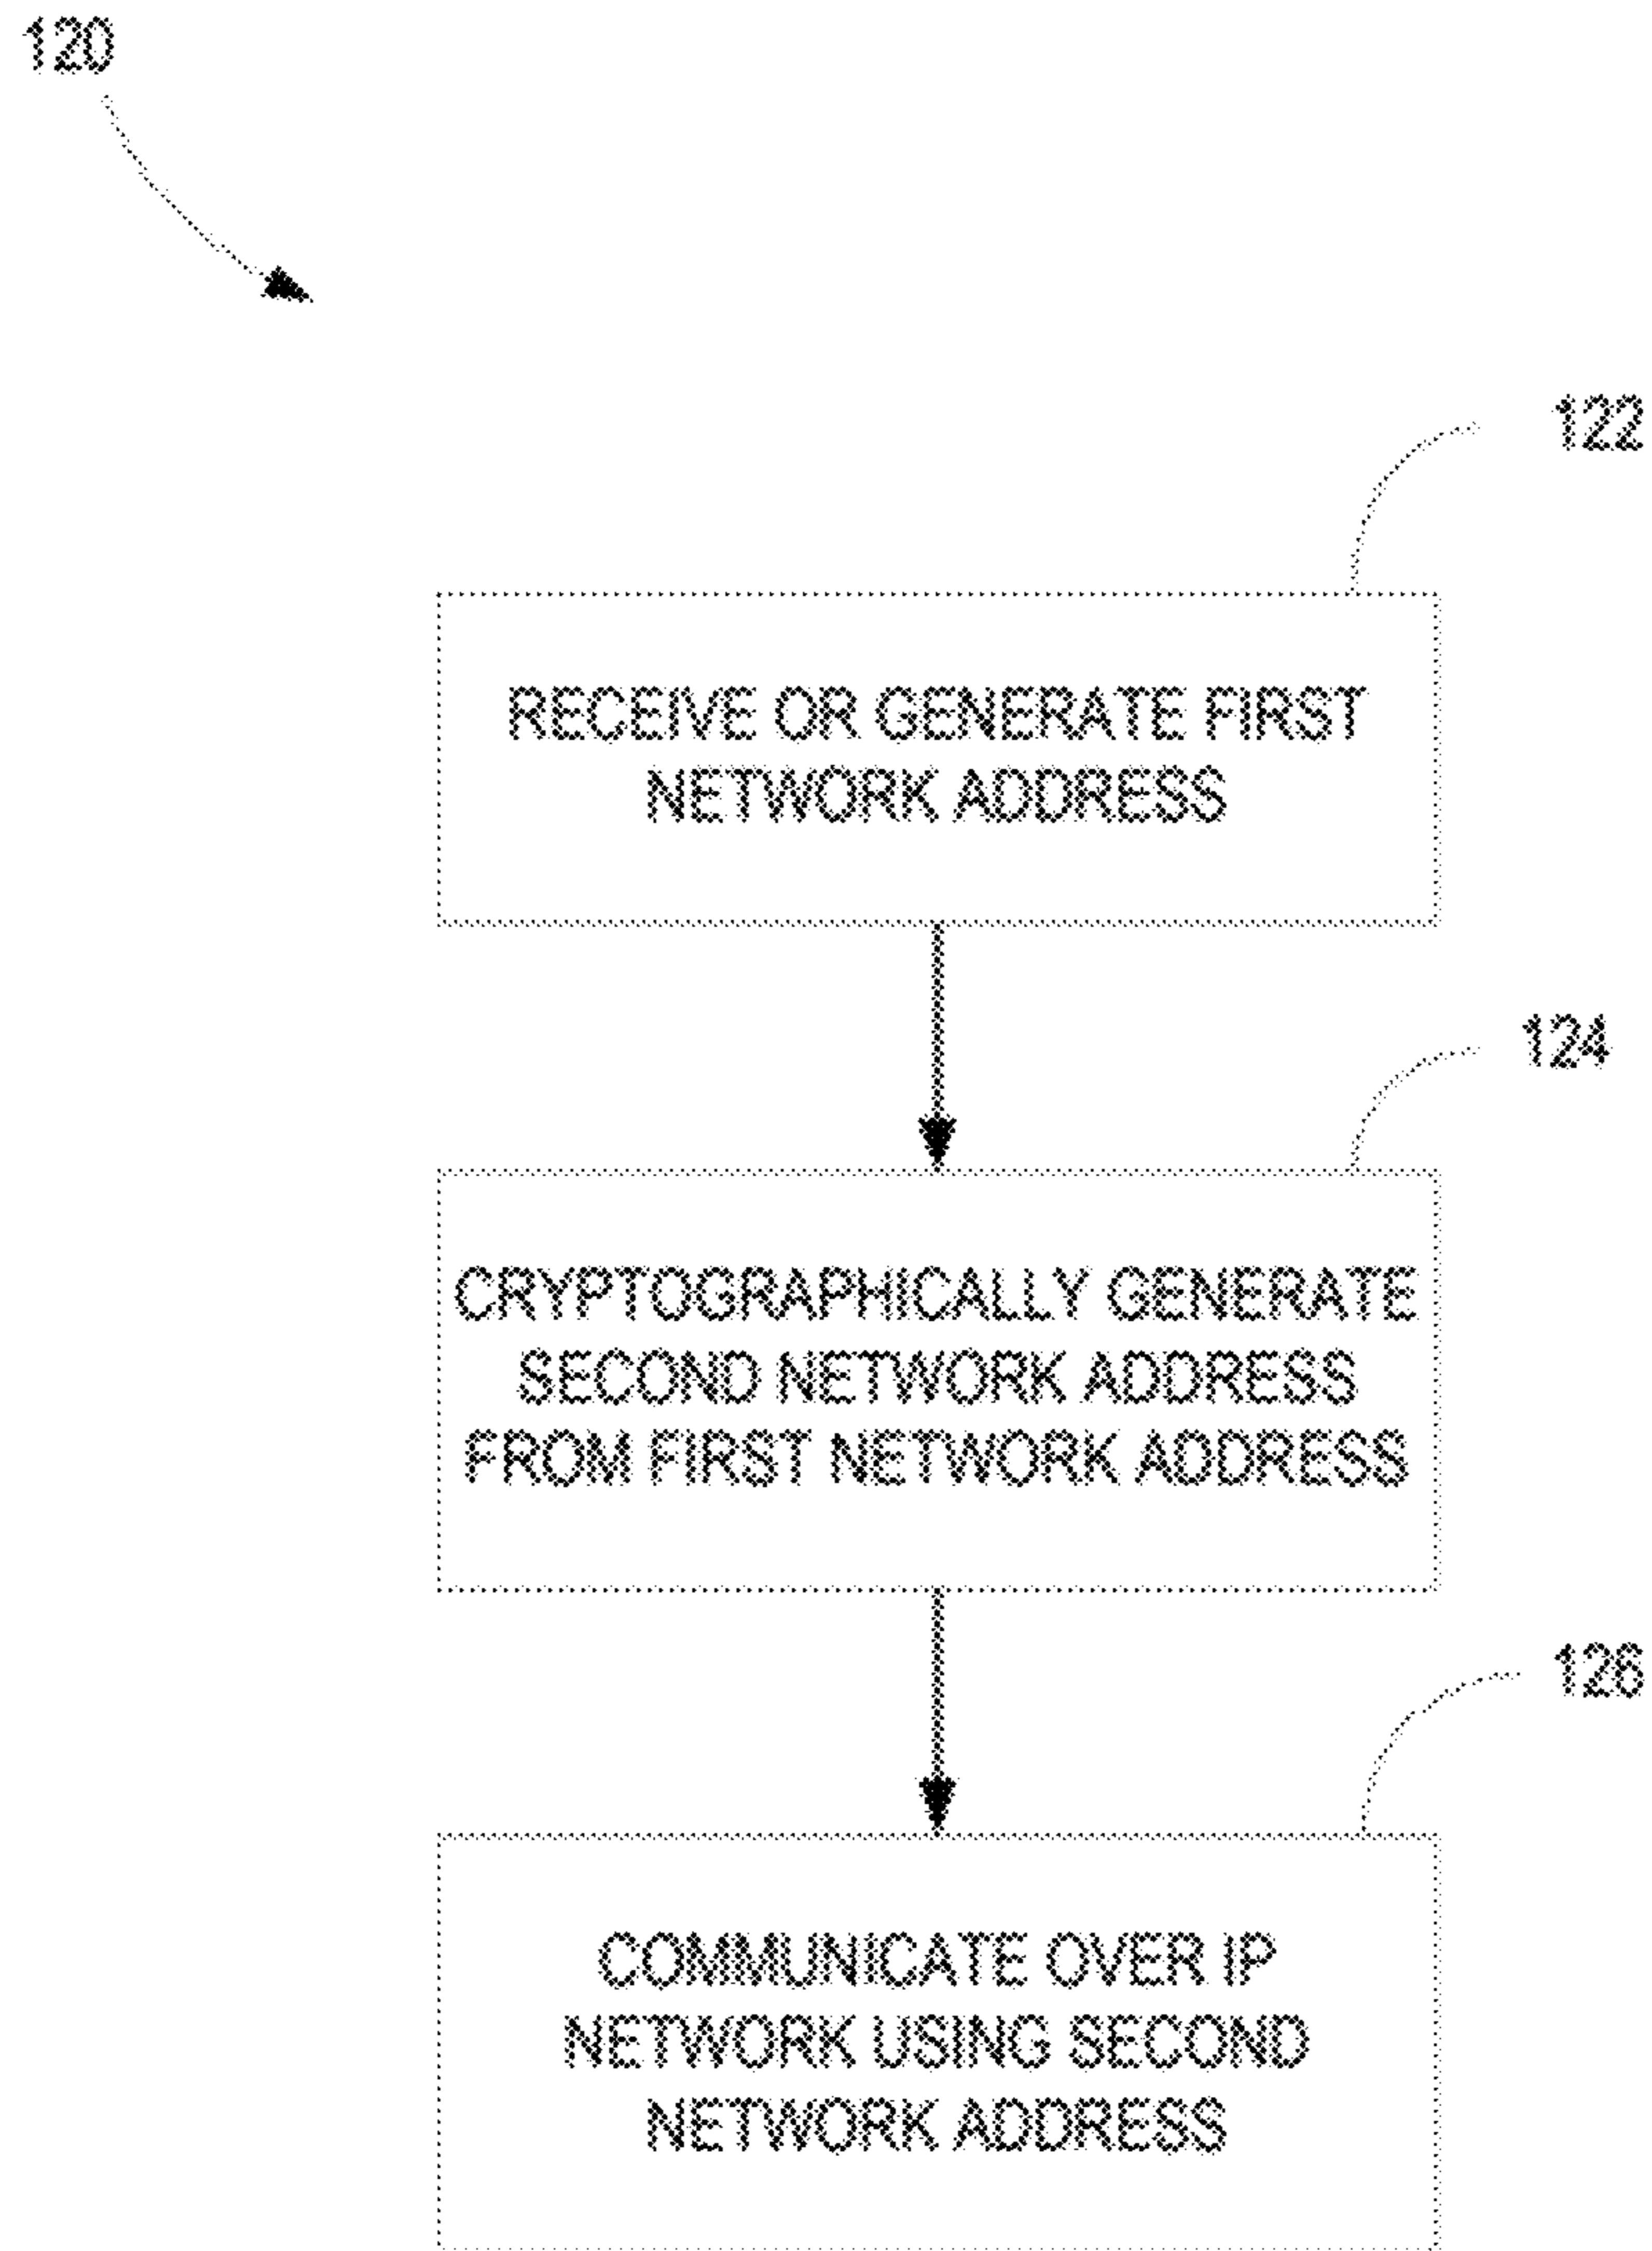 120
122
RECEIVE OR GENERATE FIRST
NETWORK ADDRESS
124
CRYPTOGRAPHICALLY GENERATE
SECOND NETWORK ADDRESS
FROM FIRST NETWORK ADDRESS
126
COMMUNICATE OVER IP
NETWORK USING SECOND
NETWORK ADDRESS